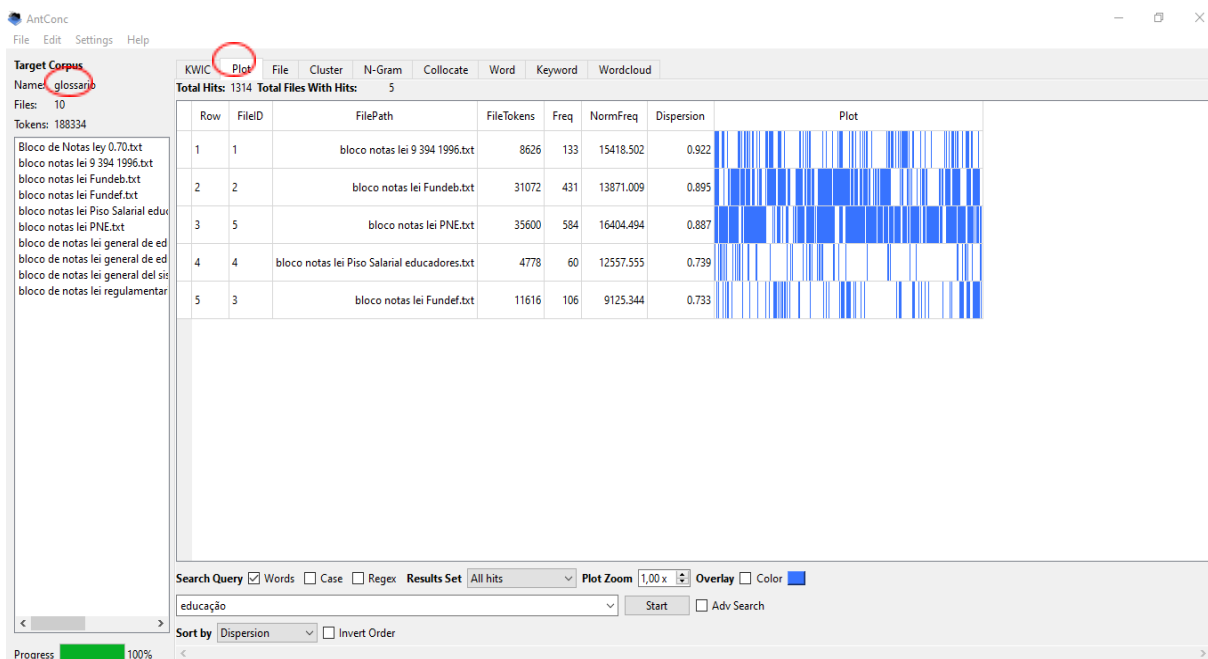 AntConc
File Edit Settings Help
Target Corpus
Name: glossario
Files: 10
Tokens: 188334
Bloco de Notas ley 0.70.txt
bloco notas lei 9 394 1996.txt
bloco notas lei Fundeb.txt
bloco notas lei Fundef.txt
bloco notas lei Piso Salarial educ
bloco notas lei PNE.txt
bloco de notas lei general de ed
bloco de notas lei general de ed
bloco de notas lei general del sis
bloco de notas lei regulamentar
Progress 100%
KWIC Plot File Cluster N-Gram Collocate Word Keyword Wordcloud
Total Hits: 1314 Total Files With Hits: 5
Row FileID FilePath FileTokens Freq NormFreq Dispersion Plot
1 1 bloco notas lei 9 394 1996.txt 8626 133 15418.502 0.922
2 2 bloco notas lei Fundeb.txt 31072 431 13871.009 0.895
3 5 bloco notas lei PNE.txt 35600 584 16404.494 0.887
4 4 bloco notas lei Piso Salarial educadores.txt 4778 60 12557.555 0.739
5 3 bloco notas lei Fundef.txt 11616 106 9125.344 0.733
Search Query Words Case Regex Results Set All hits Plot Zoom 1,00 x Overlay Color
educação Start Adv Search
Sort by Dispersion Invert Order